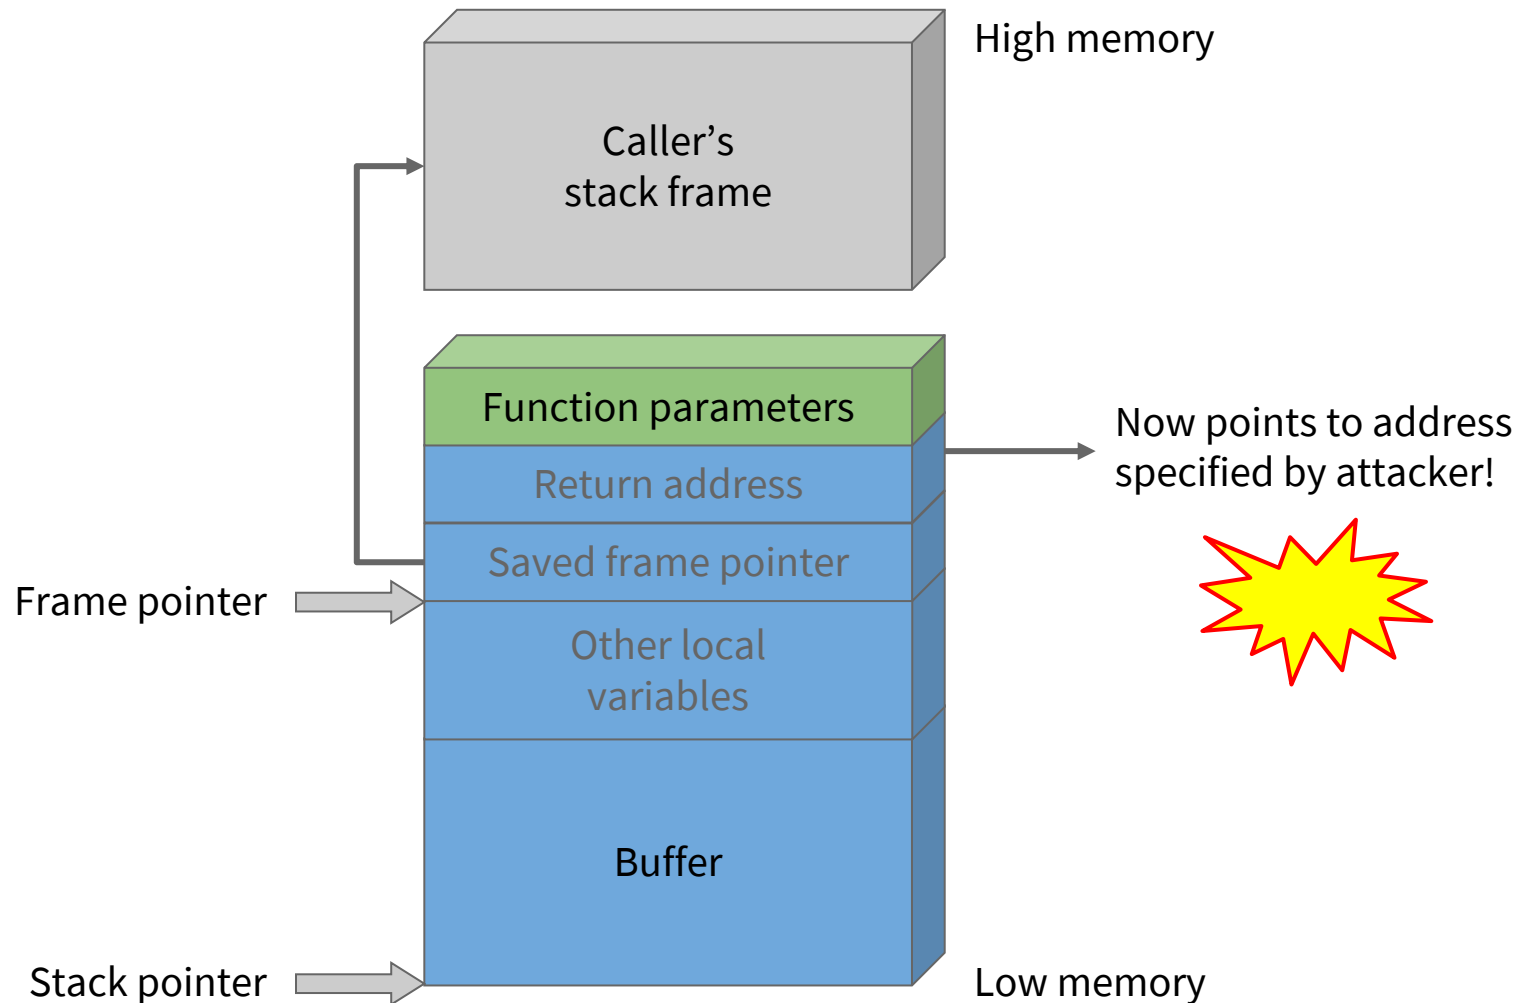 High memory
Caller’s
stack frame
Function parameters
Return address
Now points to address
specified by attacker!
Saved frame pointer
Frame pointer
Other local
variables
Buffer
Stack pointer
Low memory